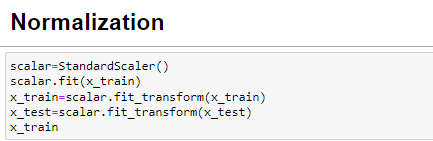 Normalization
scalar=StandardScaler()
scalar.fit(x_train)
x_train=scalar.fit_transform(x_train)
x_test=scalar.fit_transform(x_test)
x_train